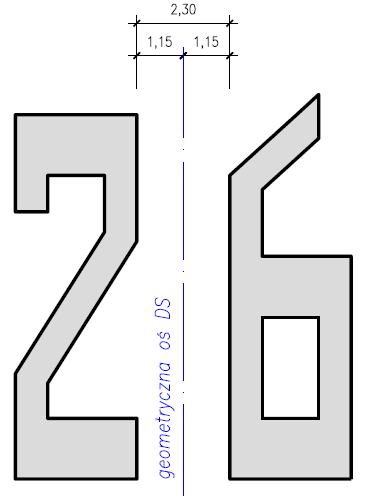 2,30
1,15 1,15
26
geometryczna oś DS